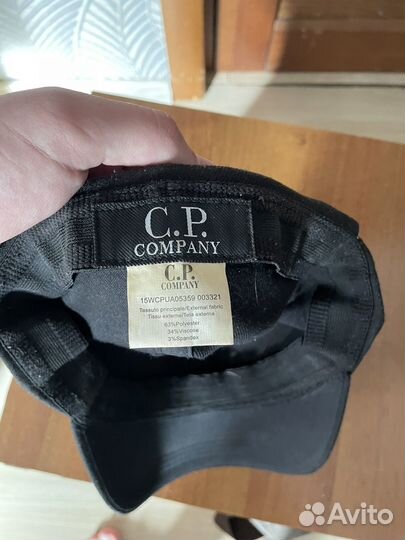 C.P.
COMPANY
C.P.
COMPANY
15WCPUA05359 003321
Tessuto principale/External fabric
Tissu externe/Tela externa
63%Polyester
34%Viscose
3%Spandex
Avito